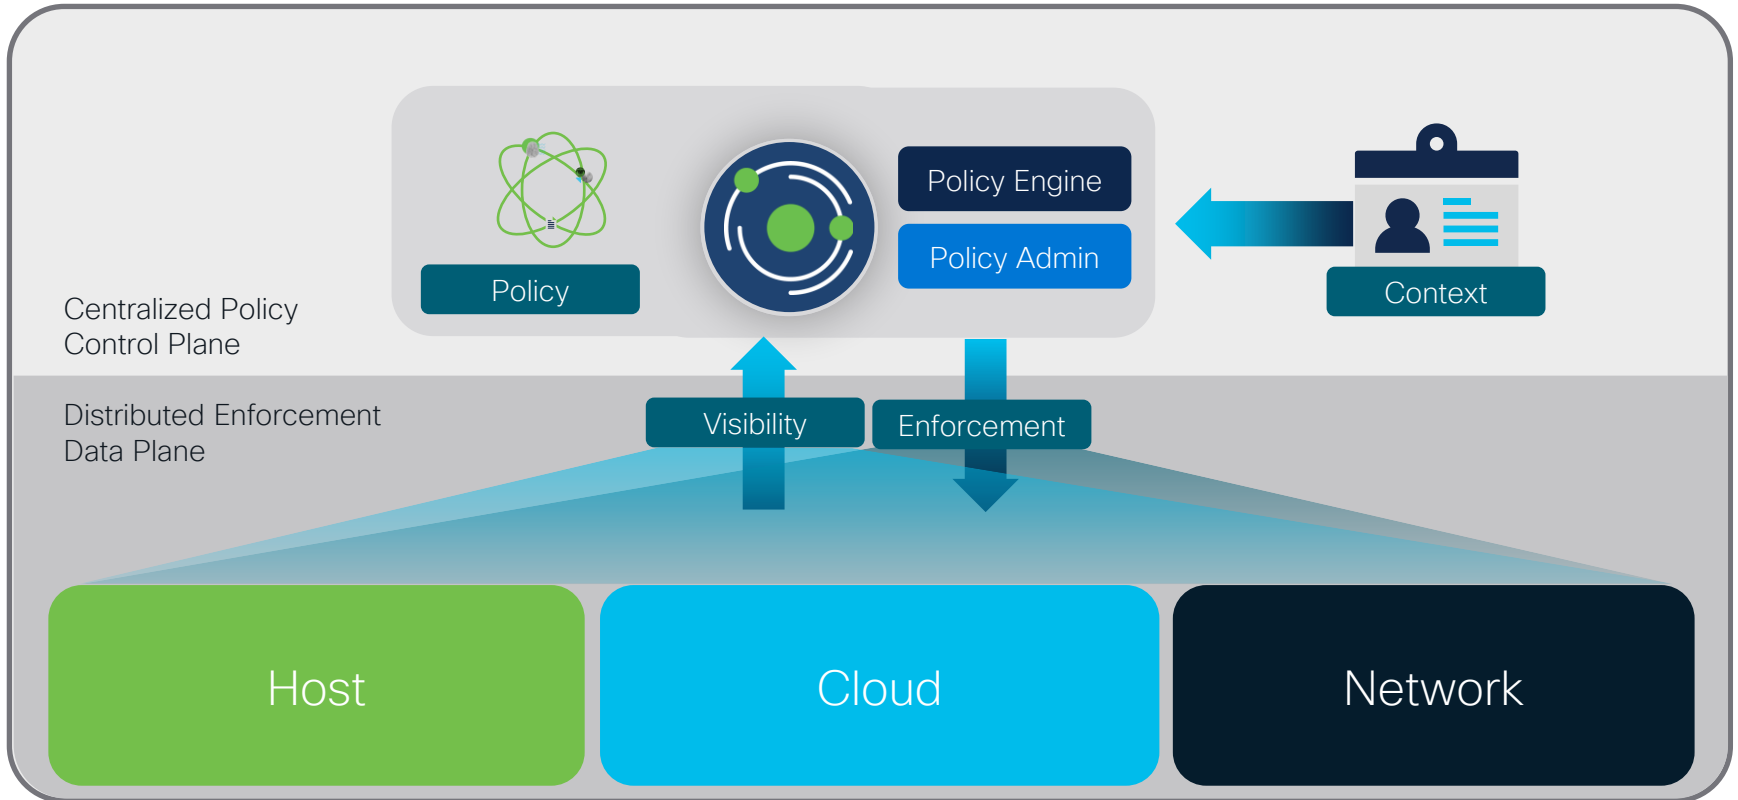 Policy Engine
Policy Admin
Policy
Context
Centralized Policy
Control Plane
Distributed Enforcement
Data Plane
Visibility
Enforcement
Host
Cloud
Network